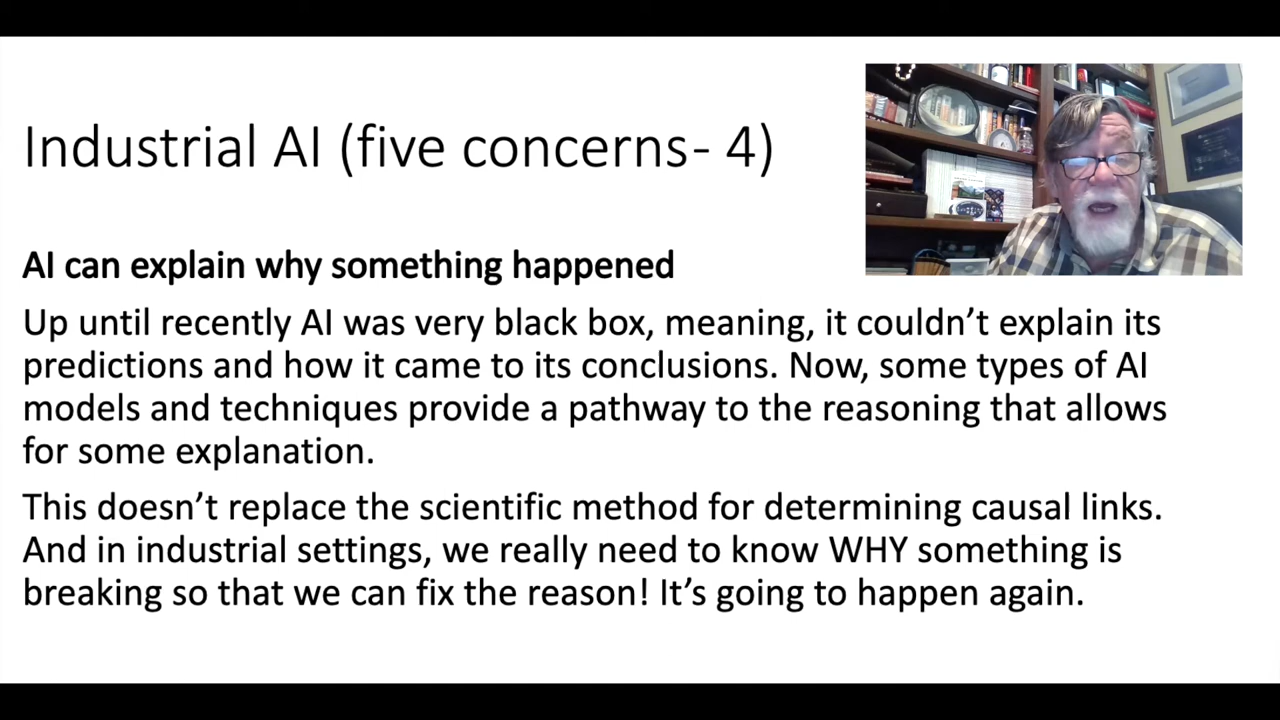 Industrial AI (five concerns- 4)
AI can explain why something happened
Up until recently AI was very black box, meaning, it couldn’t explain its
predictions and how it came to its conclusions. Now, some types of AI
models and techniques provide a pathway to the reasoning that allows
for some explanation.
This doesn’t replace the scientific method for determining causal links.
And in industrial settings, we really need to know WHY something is
breaking so that we can fix the reason! It’s going to happen again.